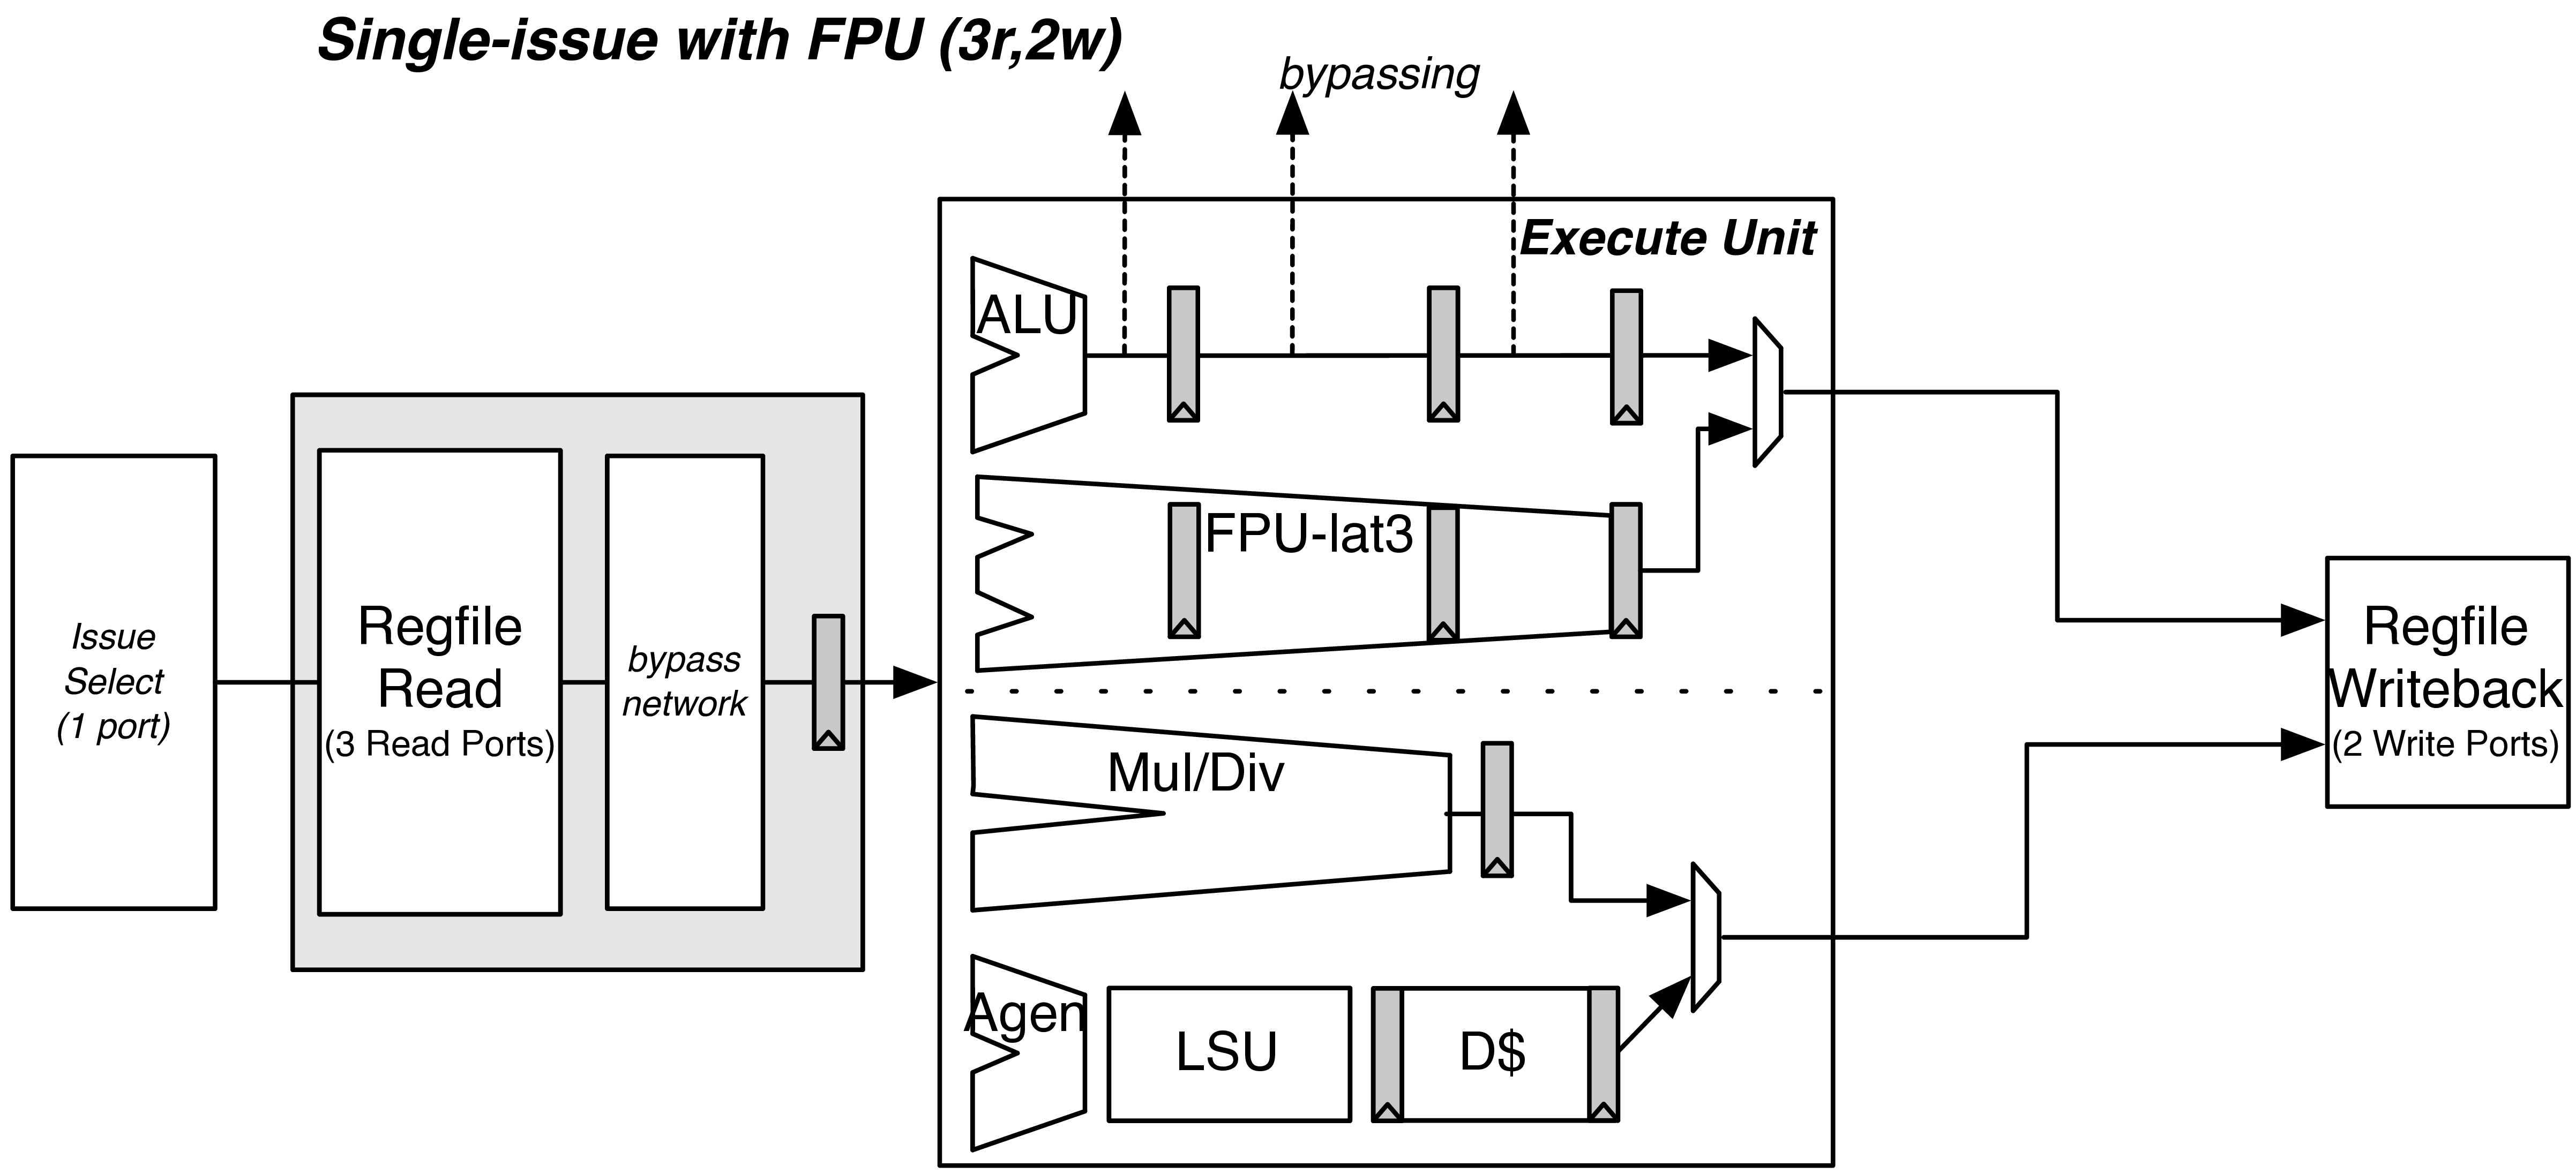 Single-issue with FPU (3r,2w)
bypassing
Execute Unit
ALU
FPU-lat3
Issue
Select
(1 port)
Regfile
Read
(3 Read Ports)
bypass
network
Mul/Div
Agen
LSU
D$
Regfile
Writeback
(2 Write Ports)